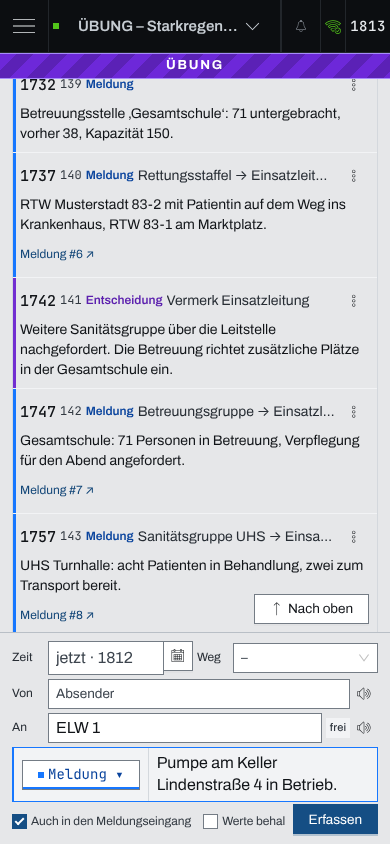 ÜBUNG – Starkregen...
1813
ÜBUNG
1732 139 Meldung
Betreuungsstelle ‚Gesamtschule‘: 71 untergebracht,
vorher 38, Kapazität 150.
1737 140 Meldung Rettungsstaffel → Einsatzleit...
RTW Musterstadt 83-2 mit Patientin auf dem Weg ins
Krankenhaus, RTW 83-1 am Marktplatz.
Meldung #6 ↗
1742 141 Entscheidung Vermerk Einsatzleitung
Weitere Sanitätsgruppe über die Leitstelle
nachgefordert. Die Betreuung richtet zusätzliche Plätze
in der Gesamtschule ein.
1747 142 Meldung Betreuungsgruppe → Einsatzl...
Gesamtschule: 71 Personen in Betreuung, Verpflegung
für den Abend angefordert.
Meldung #7 ↗
1757 143 Meldung Sanitätsgruppe UHS → Einsa...
UHS Turnhalle: acht Patienten in Behandlung, zwei zum
Transport bereit.
Meldung #8 ↗
↑ Nach oben
Zeit jetzt · 1812 Weg –
Von Absender
An ELW 1 frei
Meldung ▾
Pumpe am Keller
Lindenstraße 4 in Betrieb.
Auch in den Meldungseingang Werte behal
Erfassen